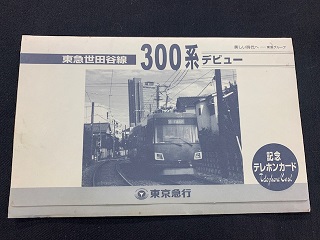 美しい時代へ—東急グループ
東急世田谷線 300系デビュー
記念
テレホンカード
Telephone Card
東京急行